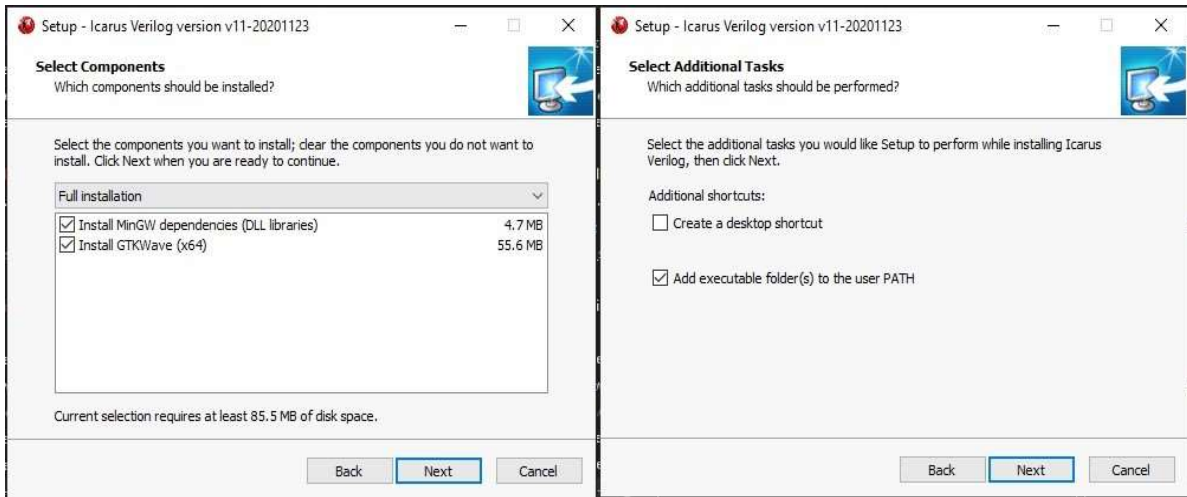 Setup - Icarus Verilog version v11-20201123
Select Components
Which components should be installed?
Select the components you want to install; clear the components you do not want to
install. Click Next when you are ready to continue.
Full installation
Install MinGW dependencies (DLL libraries) 4.7 MB
Install GTKWave (x64) 55.6 MB
Current selection requires at least 85.5 MB of disk space.
Back Next Cancel
Setup - Icarus Verilog version v11-20201123
Select Additional Tasks
Which additional tasks should be performed?
Select the additional tasks you would like Setup to perform while installing Icarus
Verilog, then click Next.
Additional shortcuts:
Create a desktop shortcut
Add executable folder(s) to the user PATH
Back Next Cancel